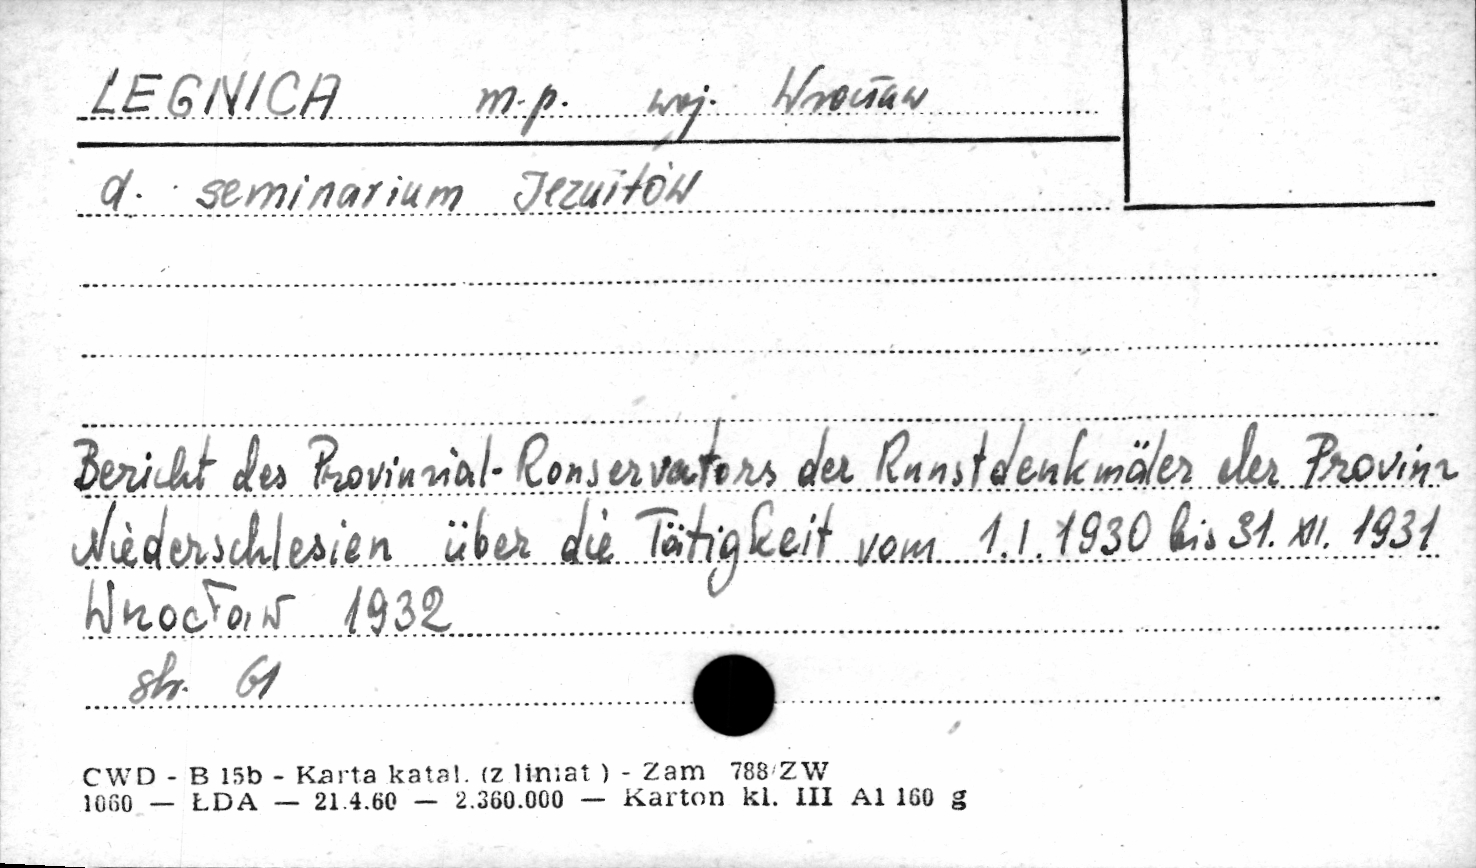 LEGNICA m.p. woj. Wrocław
d. seminarium Jezuitów
Bericht des Provinzial-Konservators der Kunstdenkmäler der Provinz
Niederschlesien über die Tätigkeit vom 1.I.1930 bis 31.XII.1931
Wrocław 1932
str. 61
CWD - B 15b - Karta katal. (z liniat ) - Zam 788/ZW
1060 — ŁDA — 21.4.60 — 2.360.000 — Karton kl. III A1 160 g